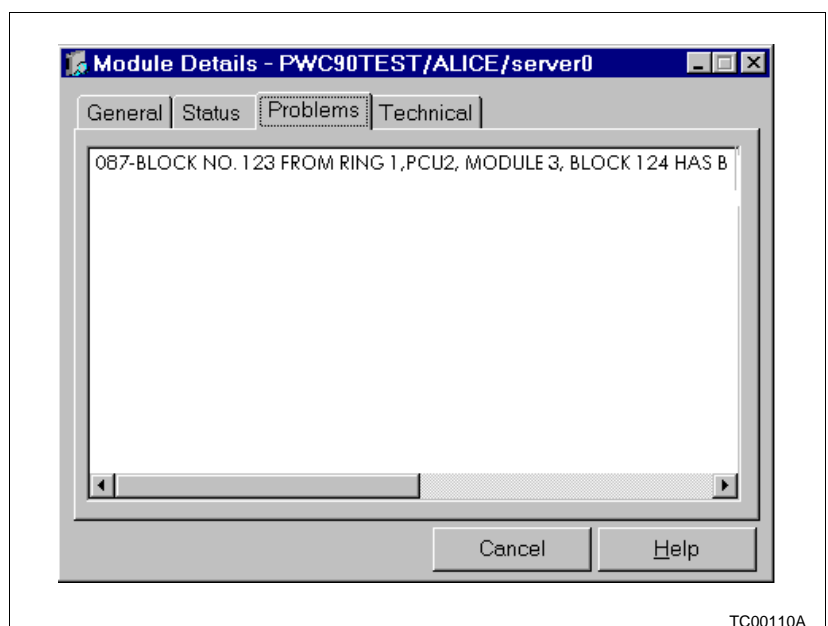 Module Details - PWC90TEST/ALICE/server0
General Status Problems Technical
087-BLOCK NO. 123 FROM RING 1,PCU2, MODULE 3, BLOCK 124 HAS B
Cancel Help
TC00110A